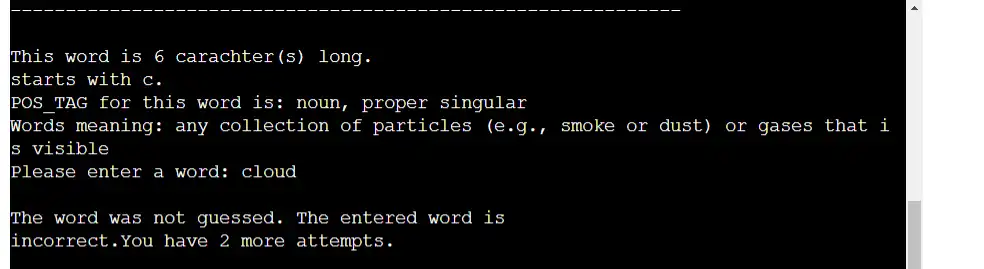 This word is 6 carachter(s) long.
starts with c.
POS_TAG for this word is: noun, proper singular
Words meaning: any collection of particles (e.g., smoke or dust) or gases that i
s visible
Please enter a word: cloud
The word was not guessed. The entered word is
incorrect.You have 2 more attempts.